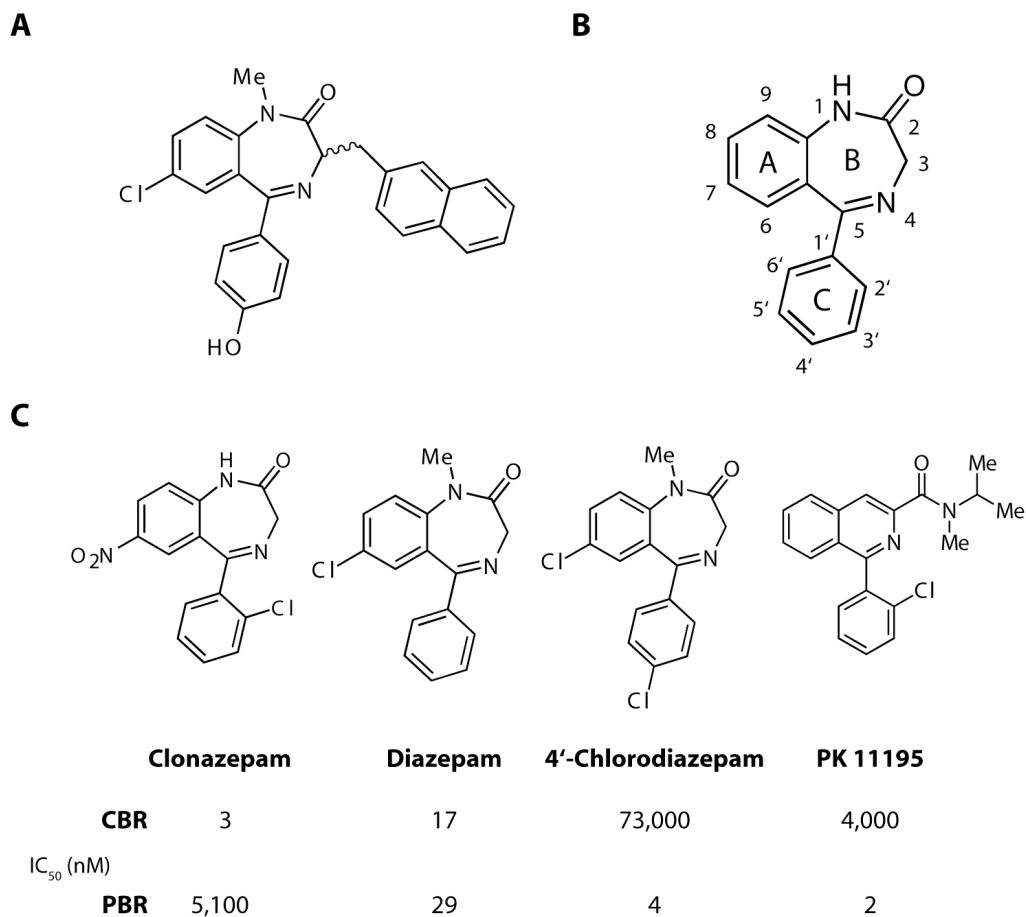 A
B
Me
N
O
N
Cl
HO
H
N
O
N
A
B
C
1
2
3
4
5
6
7
8
9
1'
2'
3'
4'
5'
6'
C
H
N
O
N
O2N
Cl
Me
N
O
N
Cl
Me
N
O
N
Cl
Cl
O
Me
N
Me
Me
N
Cl
Clonazepam Diazepam 4'-Chlorodiazepam PK 11195
CBR 3 17 73,000 4,000
IC50 (nM)
PBR 5,100 29 4 2